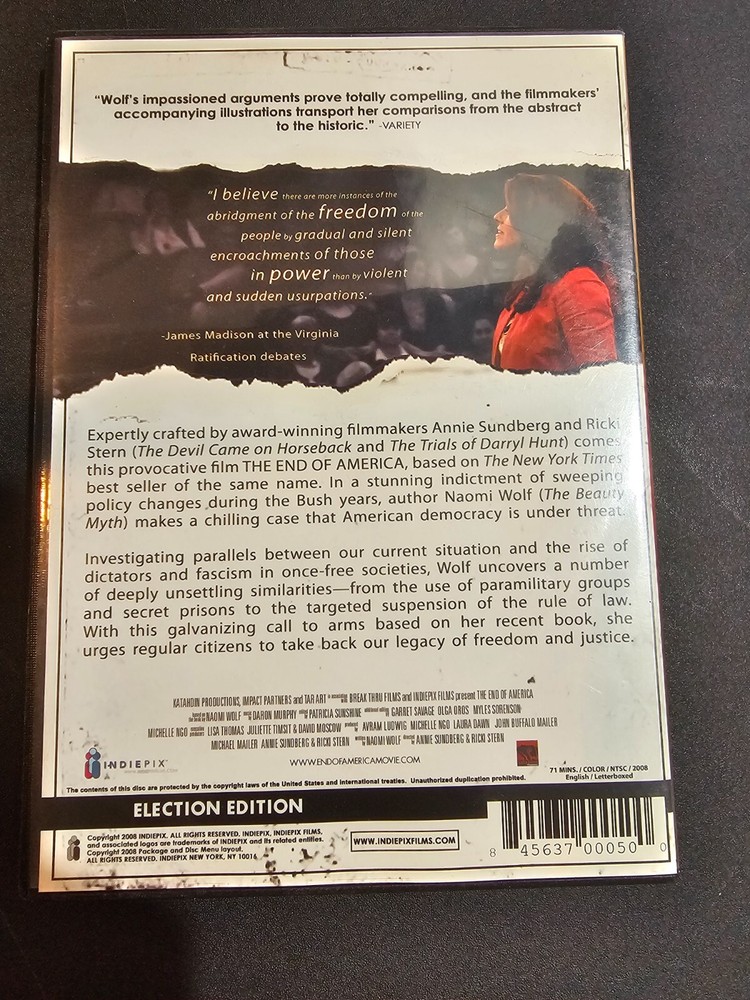 “Wolf's impassioned arguments prove totally compelling, and the filmmakers'
accompanying illustrations transport her comparisons from the abstract
to the historic." -VARIETY
“I believe there are more instances of the
abridgment of the freedom of the
people by gradual and silent
encroachments of those
in power than by violent
and sudden usurpations."
-James Madison at the Virginia
Ratification debates
Expertly crafted by award-winning filmmakers Annie Sundberg and Ricki
Stern (The Devil Came on Horseback and The Trials of Darryl Hunt) comes
this provocative film THE END OF AMERICA, based on The New York Times
best seller of the same name. In a stunning indictment of sweeping
policy changes during the Bush years, author Naomi Wolf (The Beauty
Myth) makes a chilling case that American democracy is under threat.
Investigating parallels between our current situation and the rise of
dictators and fascism in once-free societies, Wolf uncovers a number
of deeply unsettling similarities—from the use of paramilitary groups
and secret prisons to the targeted suspension of the rule of law.
With this galvanizing call to arms based on her recent book, she
urges regular citizens to take back our legacy of freedom and justice.
KATAHDIN PRODUCTIONS, IMPACT PARTNERS and TAR ART BREAK THRU FILMS and INDIEPIX FILMS present THE END OF AMERICA
NAOMI WOLF DARON MURPHY PATRICIA SUNSHINE GARRET SAVAGE OLGA OROS MYLES SORENSON
MICHELLE NGO LISA THOMAS JULIETTE TIMSIT & DAVID MOSCOW AVRAM LUDWIG MICHELLE NGO LAURA DAWN JOHN BUFFALO MAILER
MICHAEL MAILER ANNIE SUNDBERG & RICKI STERN NAOMI WOLF ANNIE SUNDBERG & RICKI STERN
INDIEPIX
WWW.ENDOFAMERICAMOVIE.COM
71 MINS. / COLOR / NTSC / 2008
English / Letterboxed
The contents of this disc are protected by the copyright laws of the United States and international treaties. Unauthorized duplication prohibited.
ELECTION EDITION
Copyright 2008 INDIEPIX. ALL RIGHTS RESERVED. INDIEPIX, INDIEPIX FILMS,
and associated logos are trademarks of INDIEPIX and its related entities.
Copyright 2008 Package and Disc Menu layout.
ALL RIGHTS RESERVED. INDIEPIX NEW YORK, NY 10016
WWW.INDIEPIXFILMS.COM
8 45637 00050 0